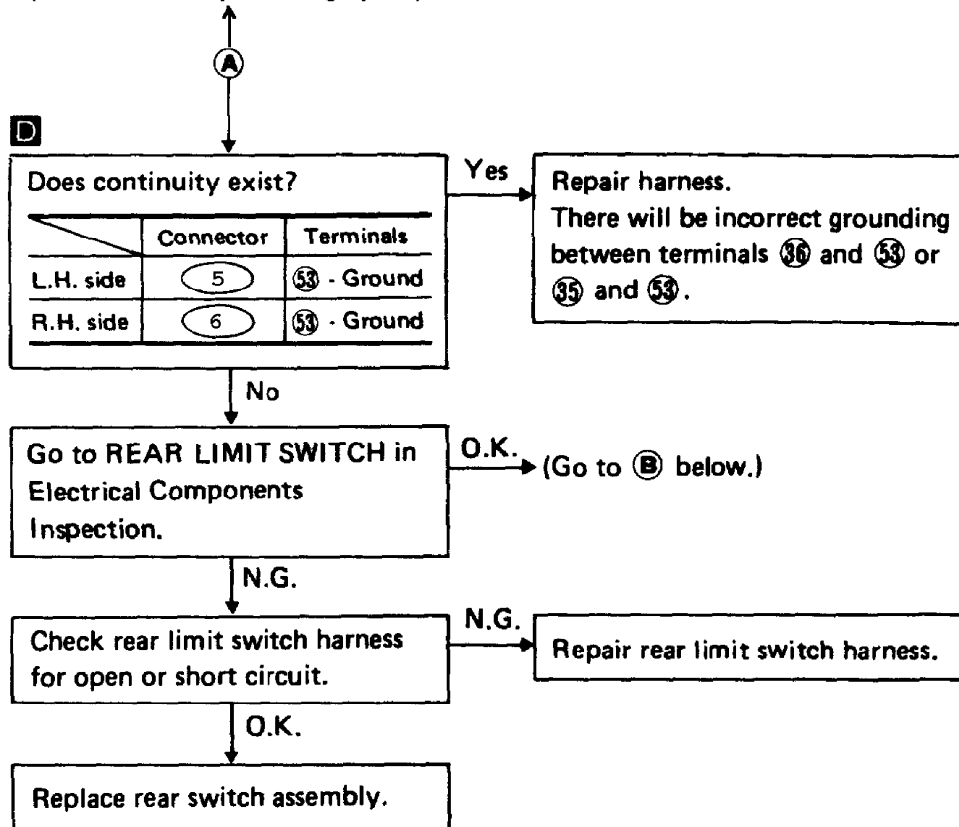 A
D
Does continuity exist?
Connector Terminals
L.H. side 5 53 - Ground
R.H. side 6 53 - Ground
Yes
Repair harness.
There will be incorrect grounding
between terminals 36 and 53 or
35 and 53.
No
Go to REAR LIMIT SWITCH in
Electrical Components
Inspection.
O.K.
(Go to B below.)
N.G.
Check rear limit switch harness
for open or short circuit.
N.G.
Repair rear limit switch harness.
O.K.
Replace rear switch assembly.